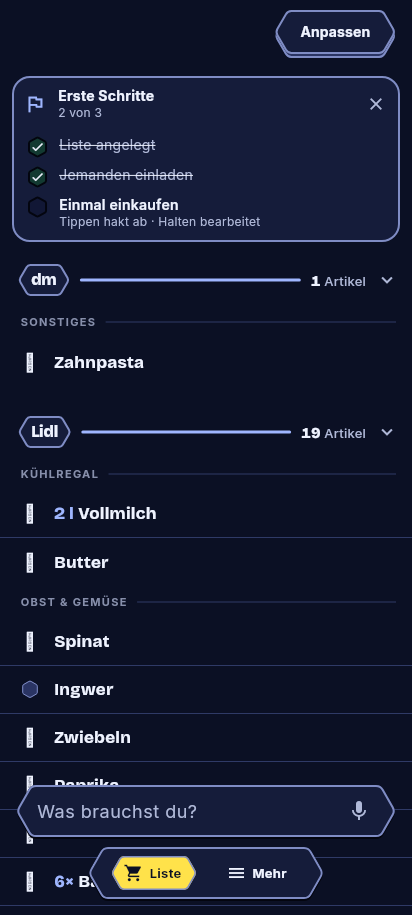 Anpassen
Erste Schritte
2 von 3
Liste angelegt
Jemanden einladen
Einmal einkaufen
Tippen hakt ab · Halten bearbeitet
dm
1 Artikel
SONSTIGES
Zahnpasta
Lidl
19 Artikel
KÜHLREGAL
2 l Vollmilch
Butter
OBST & GEMÜSE
Spinat
Ingwer
Zwiebeln
Paprika
Was brauchst du?
6×
Liste
Mehr